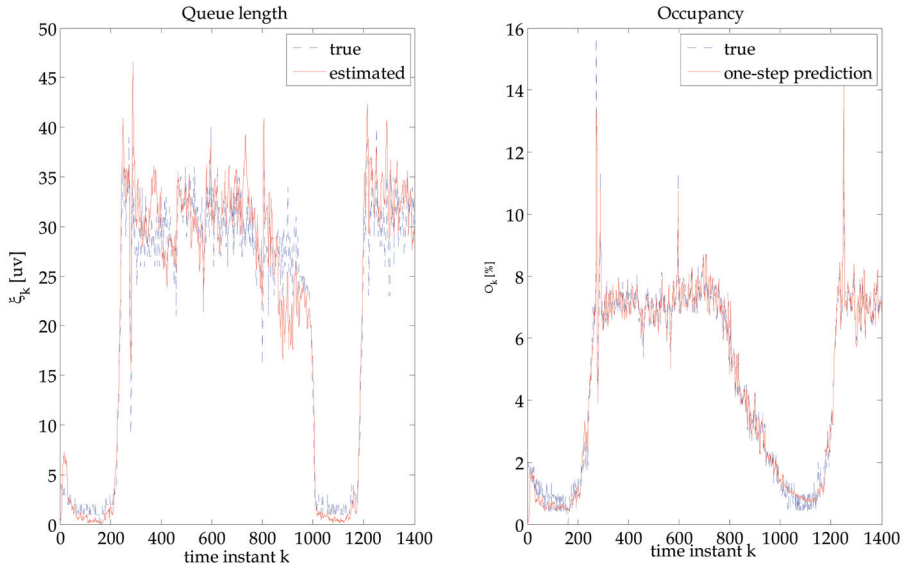 Queue length
true
estimated
50
45
40
35
30
25
20
15
10
5
0
ξk [uv]
0 200 400 600 800 1000 1200 1400
time instant k
Occupancy
true
one-step prediction
16
14
12
10
8
6
4
2
0
Ok [%]
0 200 400 600 800 1000 1200 1400
time instant k